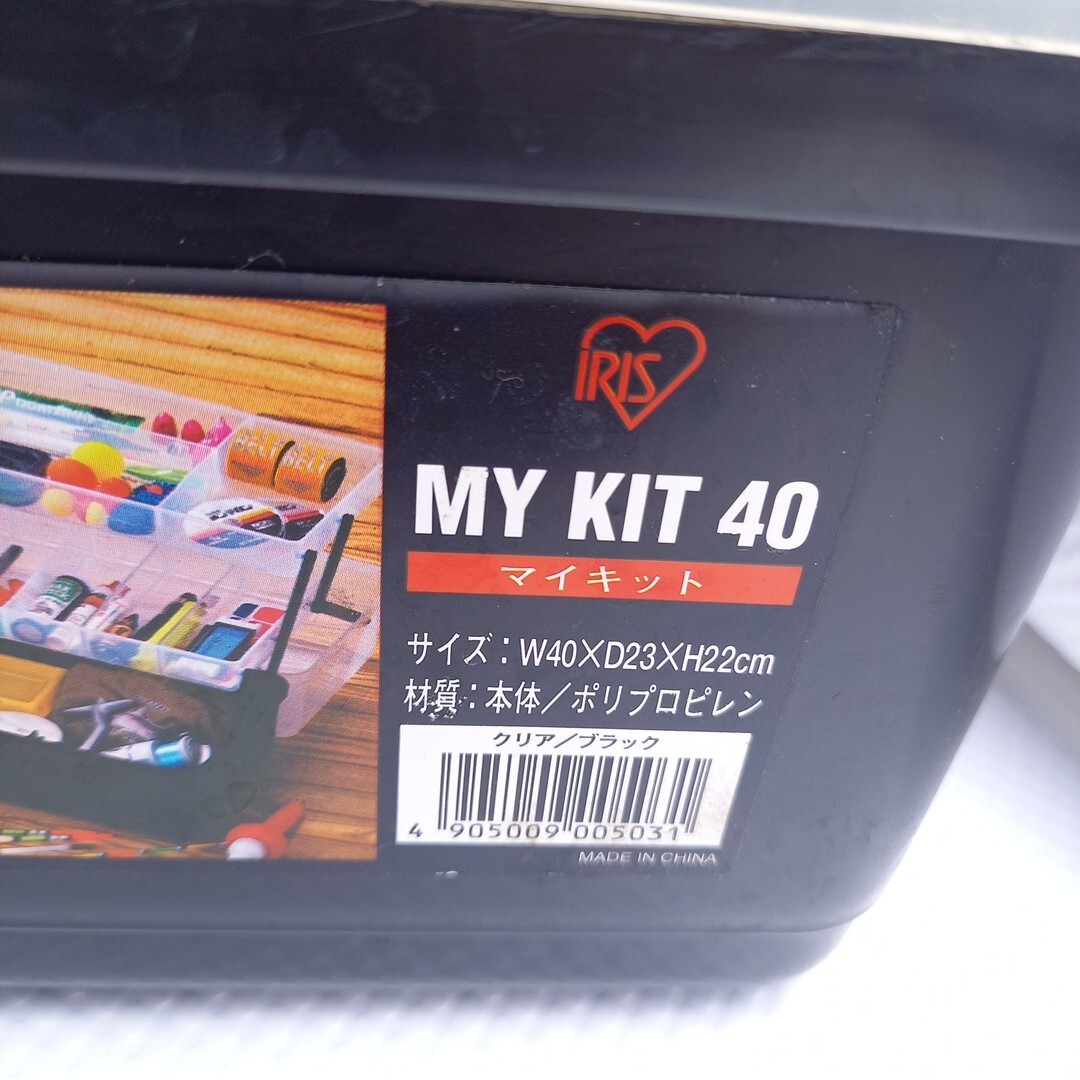 IRIS
MY KIT 40
マイキット
サイズ：W40×D23×H22cm
材質：本体／ポリプロピレン
クリア／ブラック
4 905009 005031
MADE IN CHINA
BELT
BELT